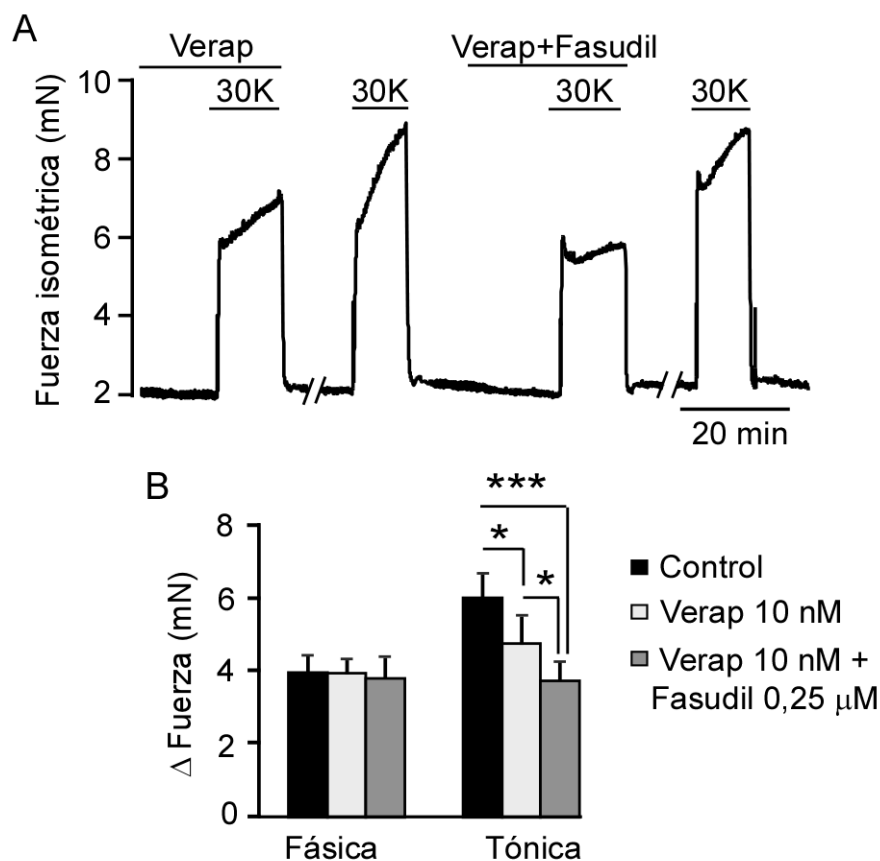 A
Verap
Verap+Fasudil
30K 30K 30K 30K
Fuerza isométrica (mN)
10
8
6
4
2
20 min
B
Δ Fuerza (mN)
8
6
4
2
0
***
*
*
Fásica Tónica
Control
Verap 10 nM
Verap 10 nM +
Fasudil 0,25 μM